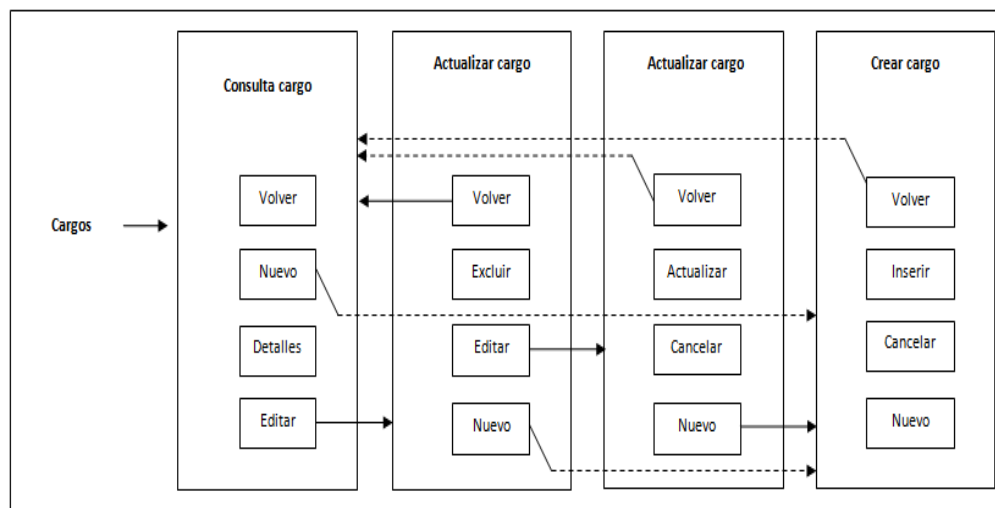 Cargos
Consulta cargo
Volver
Nuevo
Detalles
Editar
Actualizar cargo
Volver
Excluir
Editar
Nuevo
Actualizar cargo
Volver
Actualizar
Cancelar
Nuevo
Crear cargo
Volver
Inserir
Cancelar
Nuevo